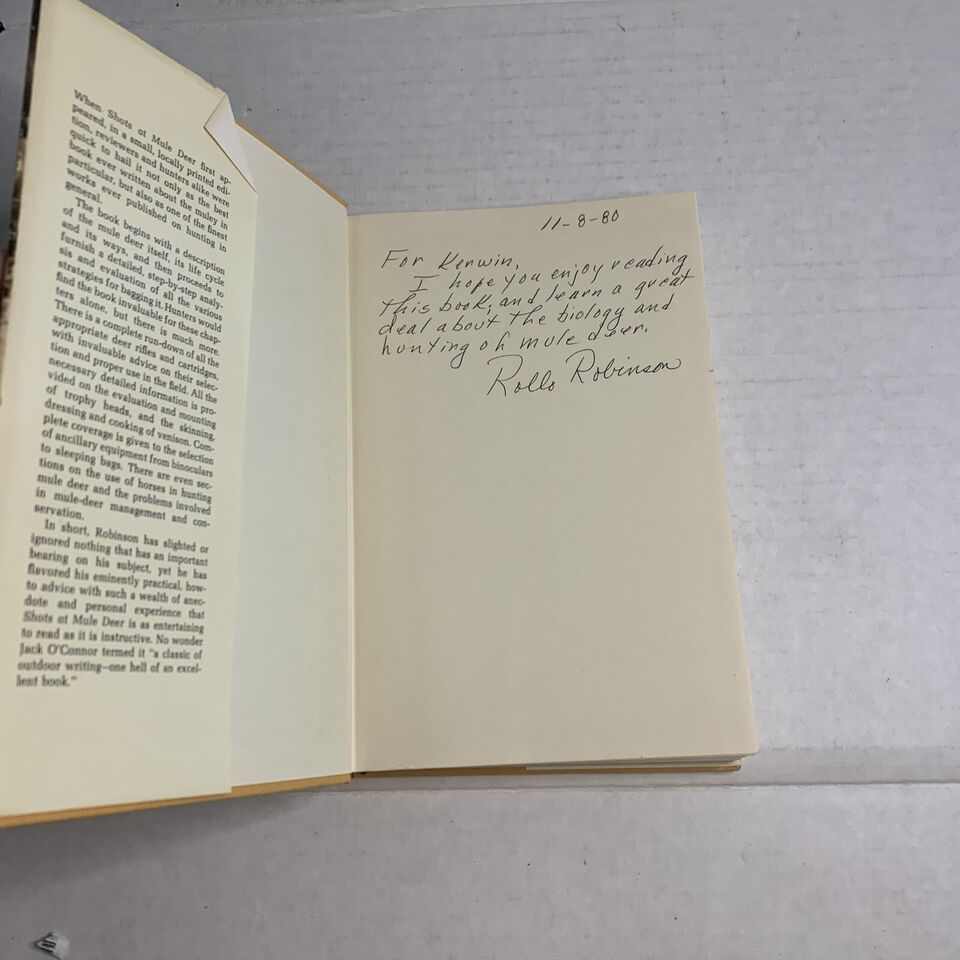 When Shots at Mule Deer first ap-
peared, in a small, locally printed edi-
tion, reviewers and hunters alike were
quick to hail it not only as the best
book ever written about the muley in
particular, but also as one of the finest
works ever published on hunting in
general.
The book begins with a description
of the mule deer itself, its life cycle
and its ways, and then proceeds to
furnish a detailed, step-by-step analy-
sis and evaluation of all the various
strategies for bagging it. Hunters would
find the book invaluable for these chap-
ters alone, but there is much more.
There is a complete run-down of all the
appropriate deer rifles and cartridges,
with invaluable advice on their selec-
tion and proper use in the field. All the
necessary detailed information is pro-
vided on the evaluation and mounting
of trophy heads, and the skinning,
dressing and cooking of venison. Com-
plete coverage is given to the selection
of ancillary equipment from binoculars
to sleeping bags. There are even sec-
tions on the use of horses in hunting
mule deer and the problems involved
in mule-deer management and con-
servation.
In short, Robinson has slighted or
ignored nothing that has an important
bearing on his subject, yet he has
flavored his eminently practical, how-
to advice with such a wealth of anec-
dote and personal experience that
Shots at Mule Deer is as entertaining
to read as it is instructive. No wonder
Jack O'Connor termed it "a classic of
outdoor writing—one hell of an excel-
lent book."
11-8-80
For Kerwin,
I hope you enjoy reading
this book, and learn a great
deal about the biology and
hunting of mule deer.
Rollo Robinson